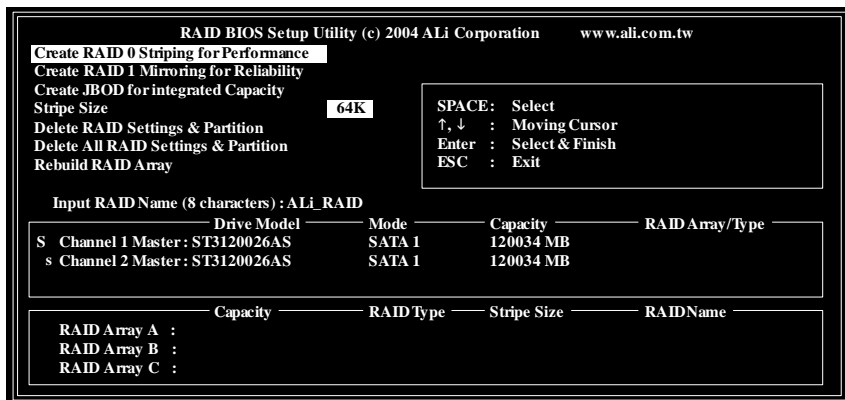 RAID BIOS Setup Utility (c) 2004 ALi Corporation www.ali.com.tw
Create RAID 0 Striping for Performance
Create RAID 1 Mirroring for Reliability
Create JBOD for integrated Capacity
Stripe Size 64K
Delete RAID Settings & Partition
Delete All RAID Settings & Partition
Rebuild RAID Array
SPACE: Select
↑, ↓ : Moving Cursor
Enter : Select & Finish
ESC : Exit
Input RAID Name (8 characters) : ALi_RAID
Drive Model Mode Capacity RAID Array/Type
S Channel 1 Master : ST3120026AS SATA 1 120034 MB
s Channel 2 Master : ST3120026AS SATA 1 120034 MB
Capacity RAID Type Stripe Size RAIDName
RAID Array A :
RAID Array B :
RAID Array C :